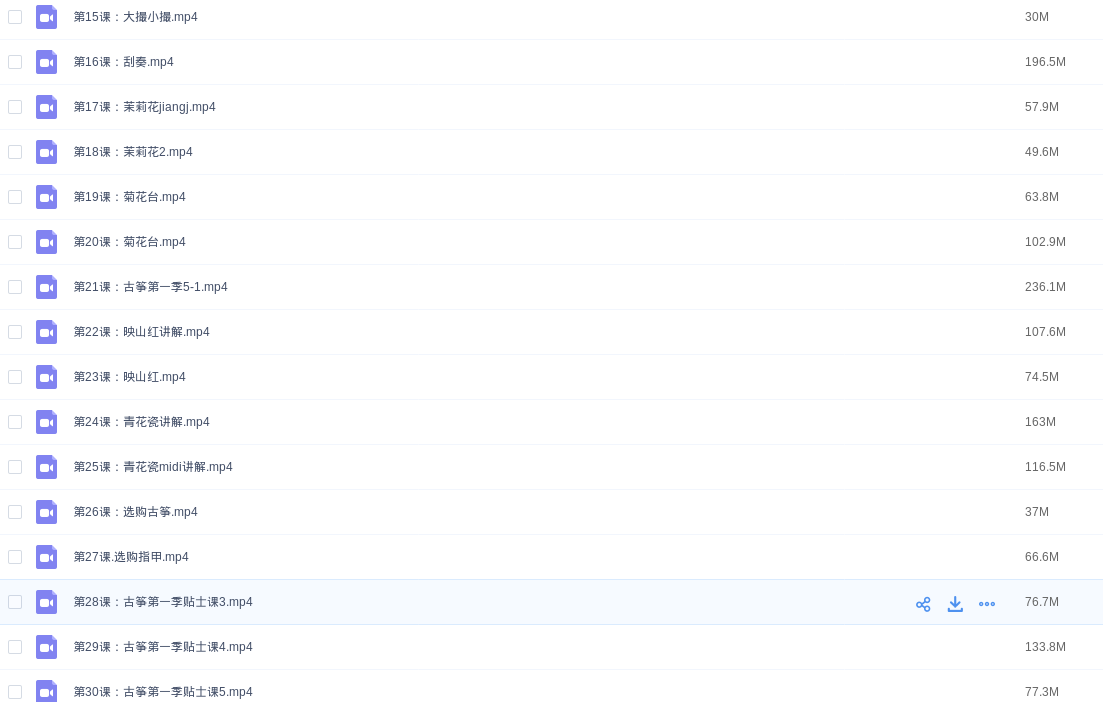 第15课：大撮小撮.mp4 30M
第16课：刮奏.mp4 196.5M
第17课：茉莉花jiangj.mp4 57.9M
第18课：茉莉花2.mp4 49.6M
第19课：菊花台.mp4 63.8M
第20课：菊花台.mp4 102.9M
第21课：古筝第一季5-1.mp4 236.1M
第22课：映山红讲解.mp4 107.6M
第23课：映山红.mp4 74.5M
第24课：青花瓷讲解.mp4 163M
第25课：青花瓷midi讲解.mp4 116.5M
第26课：选购古筝.mp4 37M
第27课.选购指甲.mp4 66.6M
第28课：古筝第一季贴士课3.mp4 76.7M
第29课：古筝第一季贴士课4.mp4 133.8M
第30课：古筝第一季贴士课5.mp4 77.3M